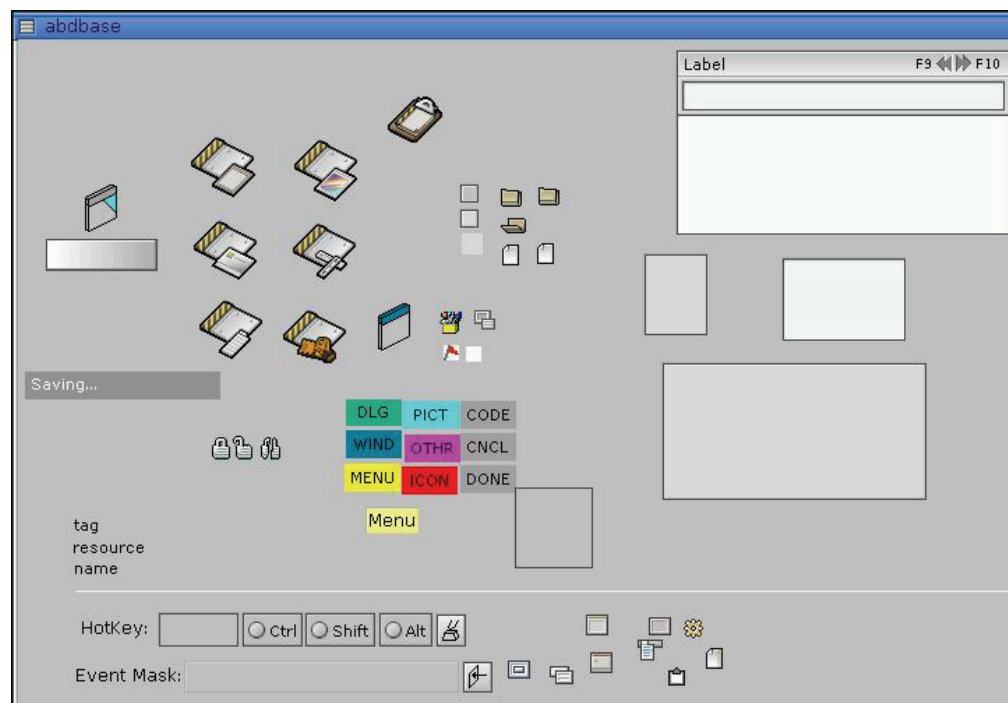 abdbase
Label F9 F10
Saving...
DLG PICT CODE
WIND OTHR CNCL
MENU ICON DONE
Menu
tag
resource
name
HotKey: Ctrl Shift Alt
Event Mask: